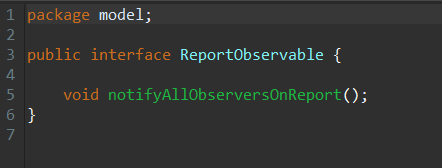 1 package model;
2
3 public interface ReportObservable {
4
5     void notifyAllObserversOnReport();
6 }
7